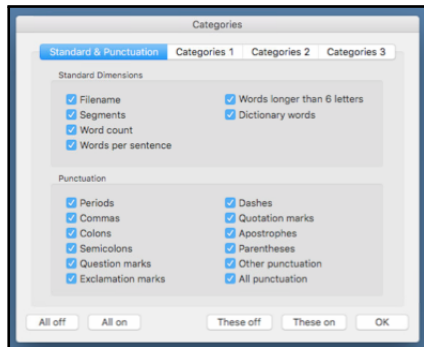 Categories
Standard & Punctuation Categories 1 Categories 2 Categories 3
Standard Dimensions
Filename Words longer than 6 letters
Segments Dictionary words
Word count
Words per sentence
Punctuation
Periods Dashes
Commas Quotation marks
Colons Apostrophes
Semicolons Parentheses
Question marks Other punctuation
Exclamation marks All punctuation
All off All on These off These on OK